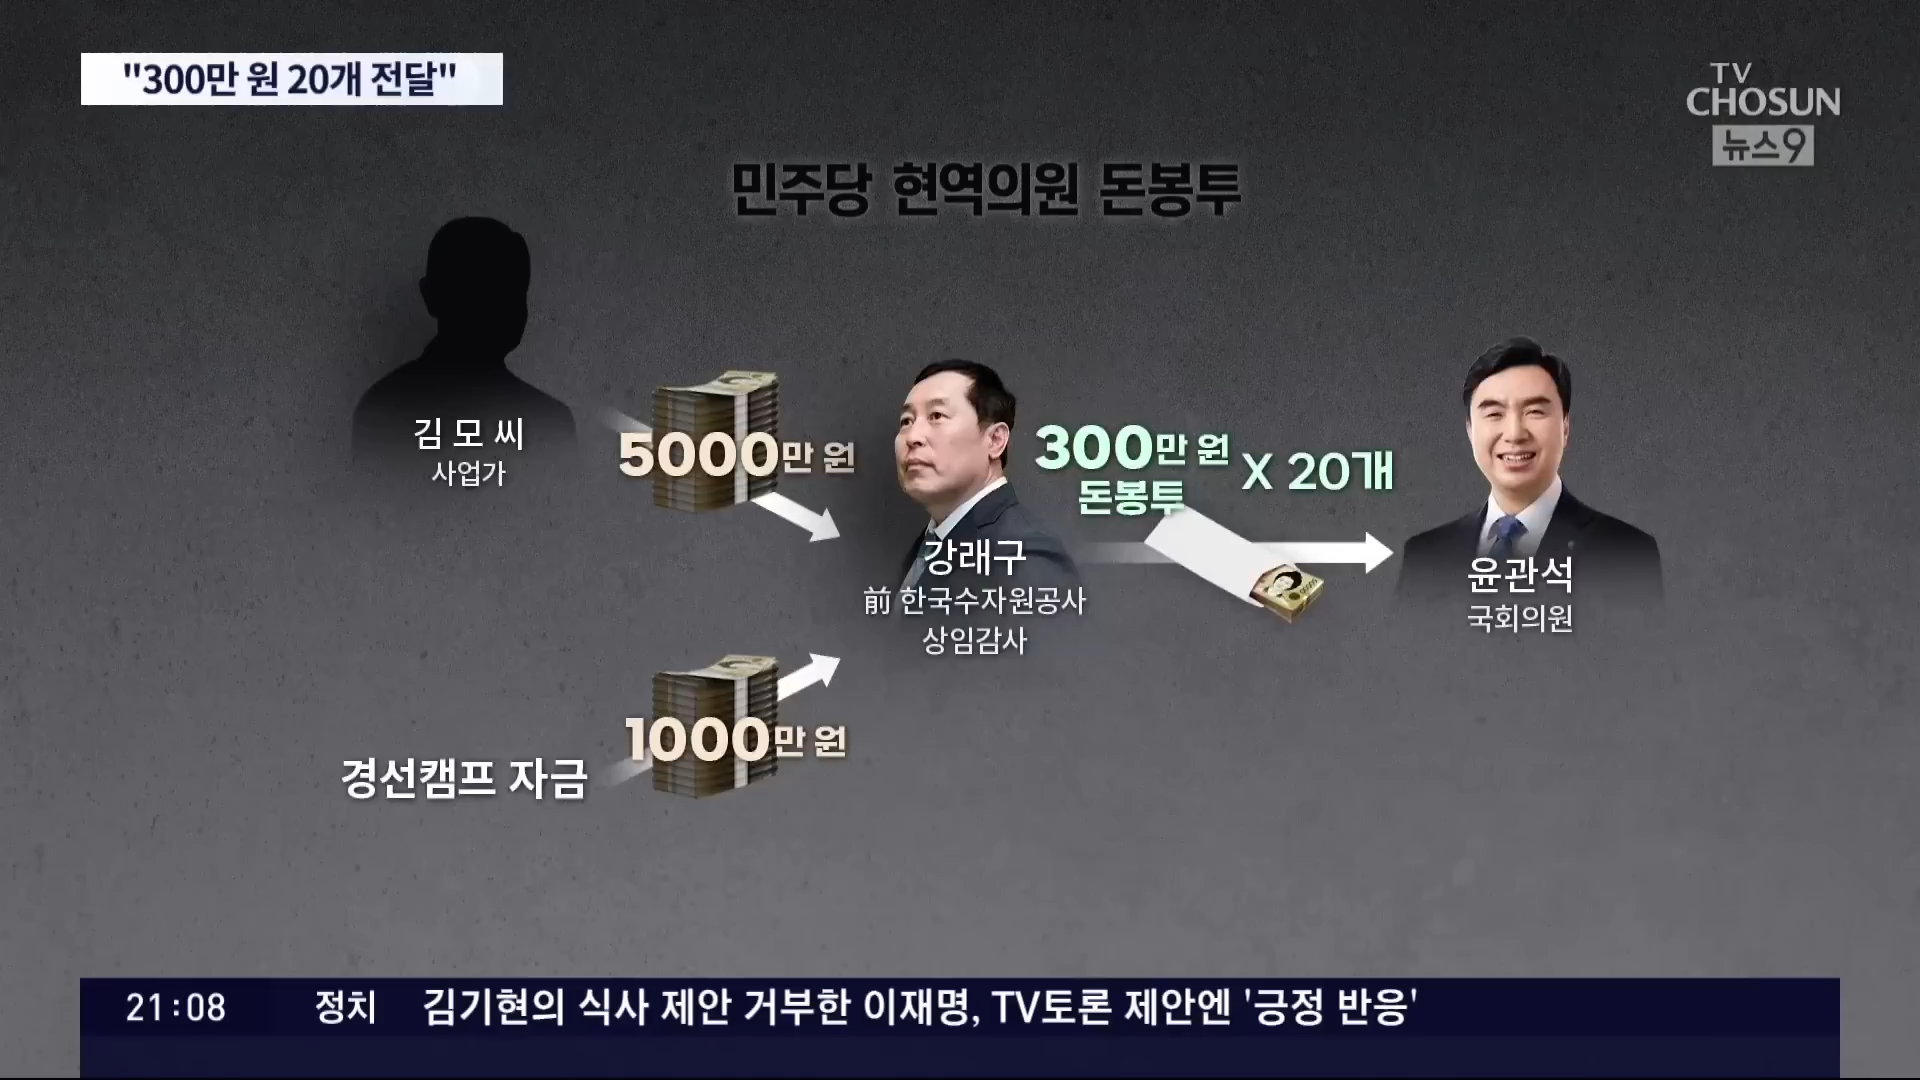 "300만 원 20개 전달"
TV
CHOSUN
뉴스9
민주당 현역의원 돈봉투
김 모 씨
사업가
5000만 원
강래구
前 한국수자원공사
상임감사
300만 원
돈봉투
X 20개
윤관석
국회의원
1000만 원
경선캠프 자금
21:08 정치 김기현의 식사 제안 거부한 이재명, TV토론 제안엔 '긍정 반응'